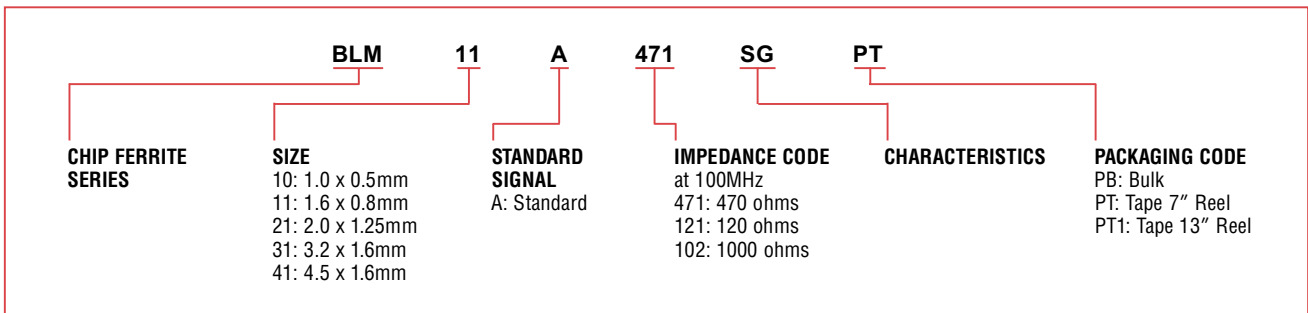 BLM 11 A 471 SG PT
CHIP FERRITE
SERIES
SIZE
10: 1.0 x 0.5mm
11: 1.6 x 0.8mm
21: 2.0 x 1.25mm
31: 3.2 x 1.6mm
41: 4.5 x 1.6mm
STANDARD
SIGNAL
A: Standard
IMPEDANCE CODE
at 100MHz
471: 470 ohms
121: 120 ohms
102: 1000 ohms
CHARACTERISTICS
PACKAGING CODE
PB: Bulk
PT: Tape 7″ Reel
PT1: Tape 13″ Reel